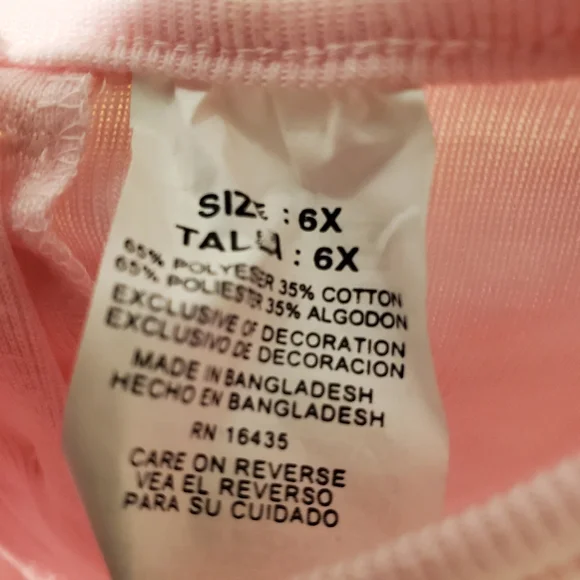 SIZE : 6X
TALLA : 6X
65% POLYESTER 35% COTTON
65% POLIESTER 35% ALGODON
EXCLUSIVE OF DECORATION
EXCLUSIVO DE DECORACION
MADE IN BANGLADESH
HECHO EN BANGLADESH
RN 16435
CARE ON REVERSE
VEA EL REVERSO
PARA SU CUIDADO